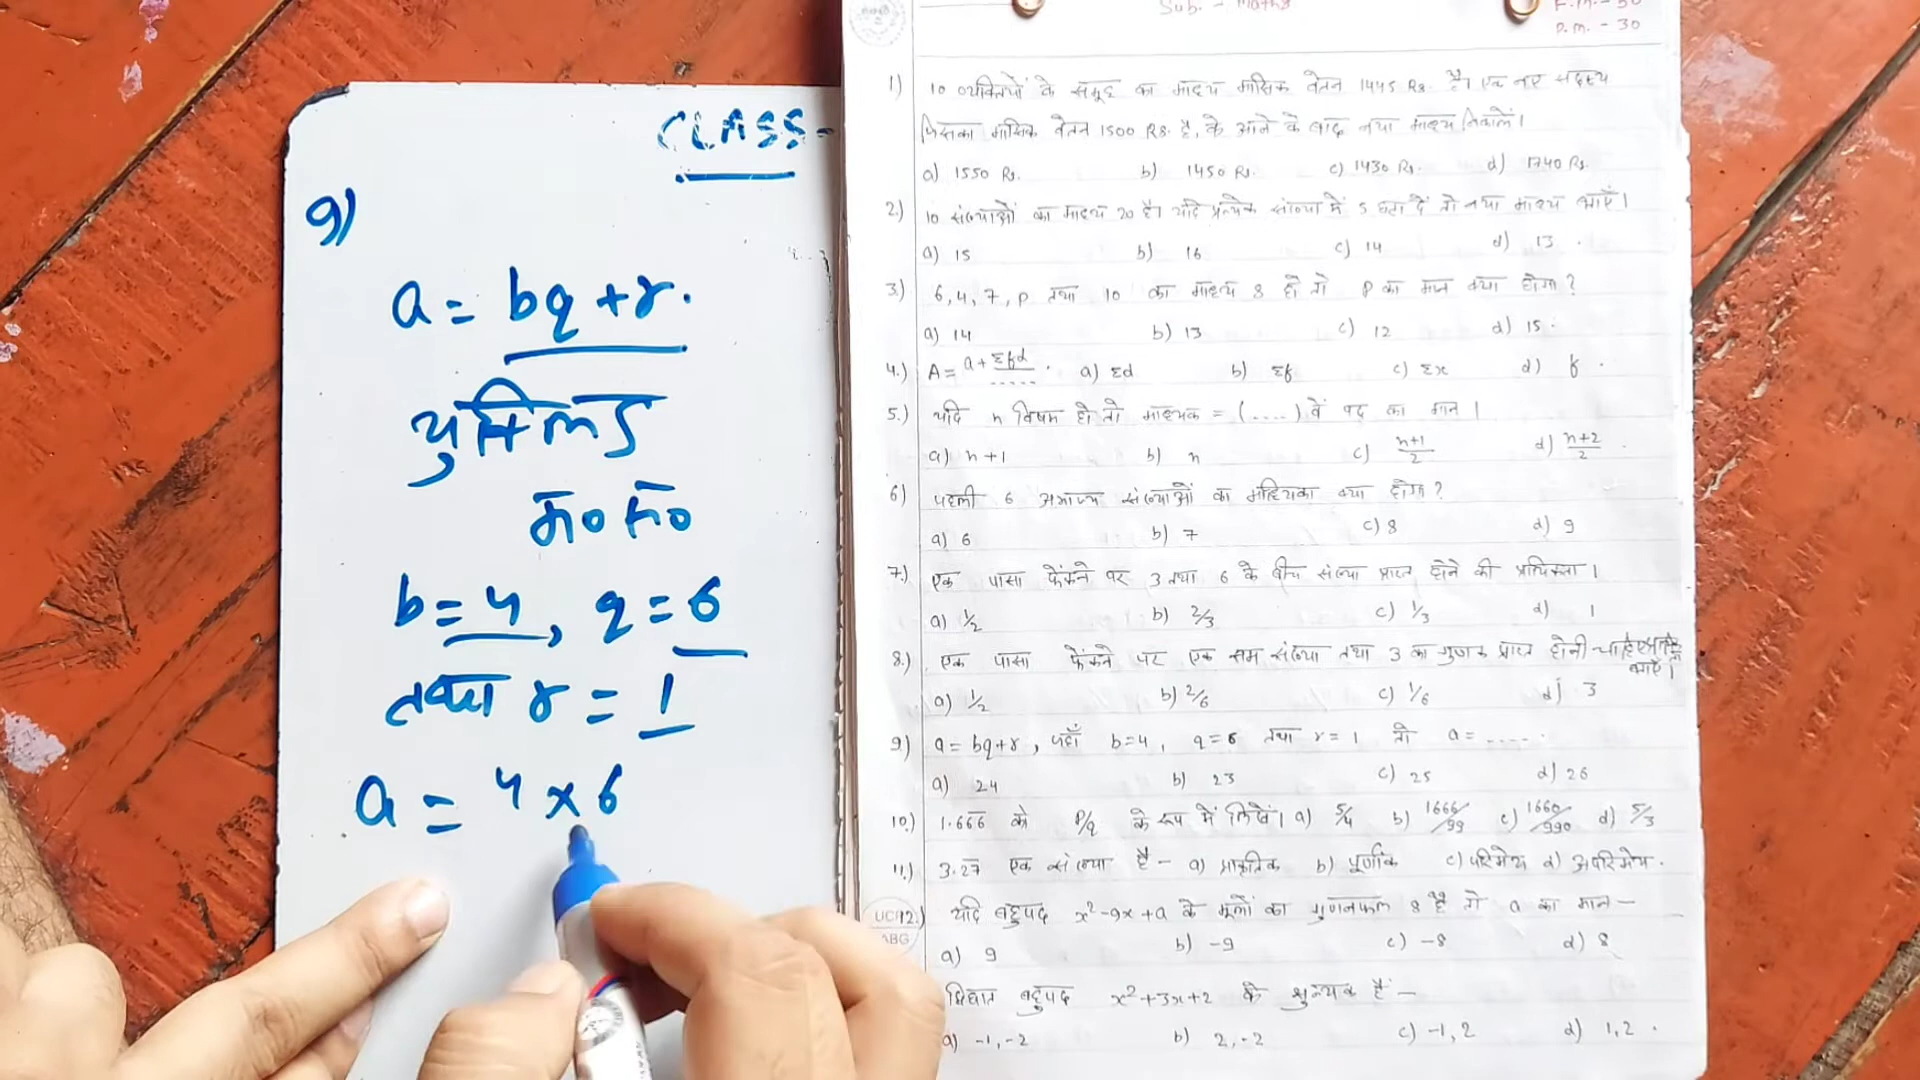 CLASS-
9)
a = bq + r.
युक्लिड
b = 4, q = 6
तथा r = 1
a = 4 × 6
Sub. - Maths
F.M. - 50
P.M. - 30
1) 10 व्यक्तियों के समूह का माध्य मासिक वेतन 1445 Rs. है। एक नए सदस्य
जिसका मासिक वेतन 1500 RS. है, के आने के बाद नया माध्य निकालें।
a) 1550 Rs. b) 1450 Rs. c) 1430 Rs. d) 1740 Rs.
2.) 10 संख्याओं का माध्य 20 है। यदि प्रत्येक संख्या में 5 घटा दें तो नया माध्य बताएँ।
a) 15 b) 16 c) 14 d) 13 .
3.) 6, 4, 7, p तथा 10 का माध्य 8 हो तो P का मान क्या होगा?
a) 14 b) 13 c) 12 d) 15 .
4.) A = a + Σfd/..... . a) Σd b) Σf c) Σx d) f .
5.) यदि n विषम हो तो माध्यक = (....) वें पद का मान।
a) n+1 b) n c) n+1/2 d) n+2/2 .
6) पहली 6 अभाज्य संख्याओं का मध्यिका क्या होगा?
a) 6 b) 7 c) 8 d) 9
7.) एक पासा फेंकने पर 3 तथा 6 के बीच संख्या प्राप्त होने की प्रायिकता।
a) 1/2 b) 2/3 c) 1/3 d) 1
8.) एक पासा फेंकने पर एक सम संख्या तथा 3 का गुणक प्राप्त होनी
a) 1/2 b) 2/6 c) 1/6 d) 3
9) a = bq+r, यहाँ b=4, q=6 तथा r=1 तो a= ..... .
a) 24 b) 23 c) 25 d) 26
10.) 1.666 को p/q के रूप में लिखें। a) 5/4 b) 1666/99 c) 1660/990 d) 5/3
11.) 3.27 एक संख्या है - a) प्राकृतिक b) पूर्णांक c) परिमेय d) अपरिमेय.
12.) यदि बहुपद x²-9x+a के मूलों का गुणनफल 8 है तो a का मान -
a) 9 b) -9 c) -8 d) 8
द्विघात बहुपद x²+3x+2 के शून्यक हैं -
a) -1,-2 b) 2,-2 c) -1,2 d) 1,2 .